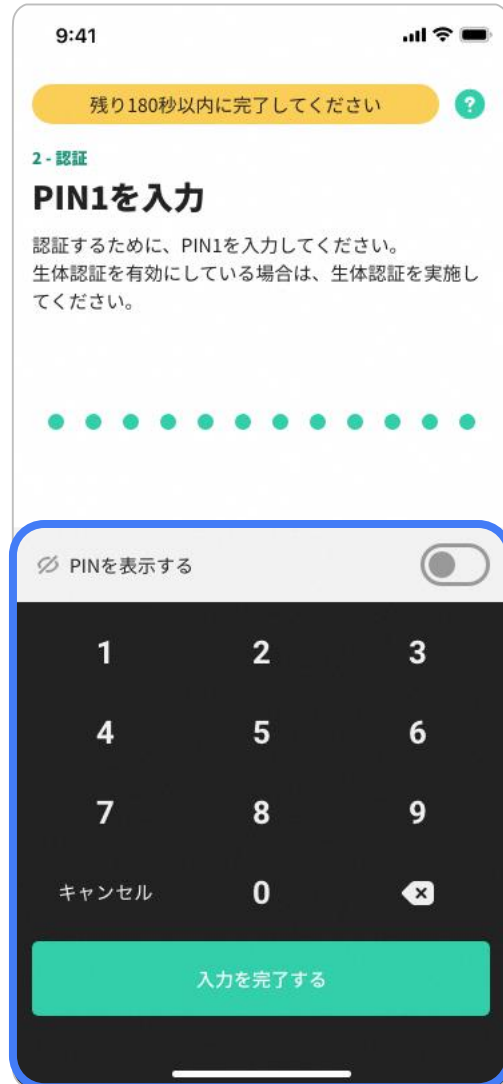 9:41
残り180秒以内に完了してください
?
2 - 認証
PIN1を入力
認証するために、PIN1を入力してください。
生体認証を有効にしている場合は、生体認証を実施し
てください。
PINを表示する
1 2 3
4 5 6
7 8 9
キャンセル 0
入力を完了する